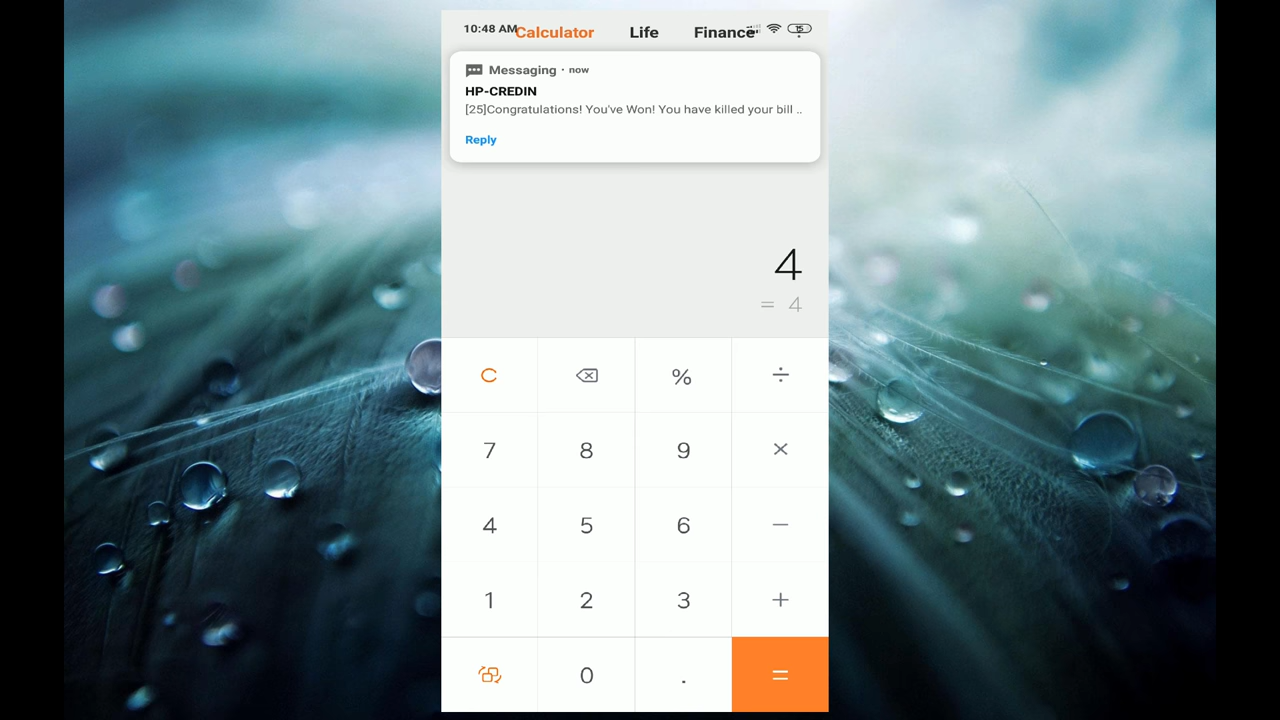 10:48 AM Calculator Life Finance 15
Messaging · now
HP-CREDIN
[25]Congratulations! You've Won! You have killed your bill ..
Reply
4
= 4
C % ÷
7 8 9 ×
4 5 6 −
1 2 3 +
0 . =